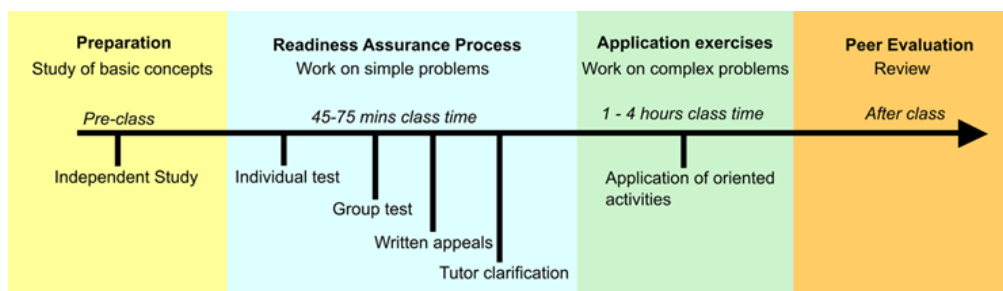 Preparation
Study of basic concepts
Pre-class
Independent Study
Readiness Assurance Process
Work on simple problems
45-75 mins class time
Individual test
Group test
Written appeals
Tutor clarification
Application exercises
Work on complex problems
1 - 4 hours class time
Application of oriented
activities
Peer Evaluation
Review
After class